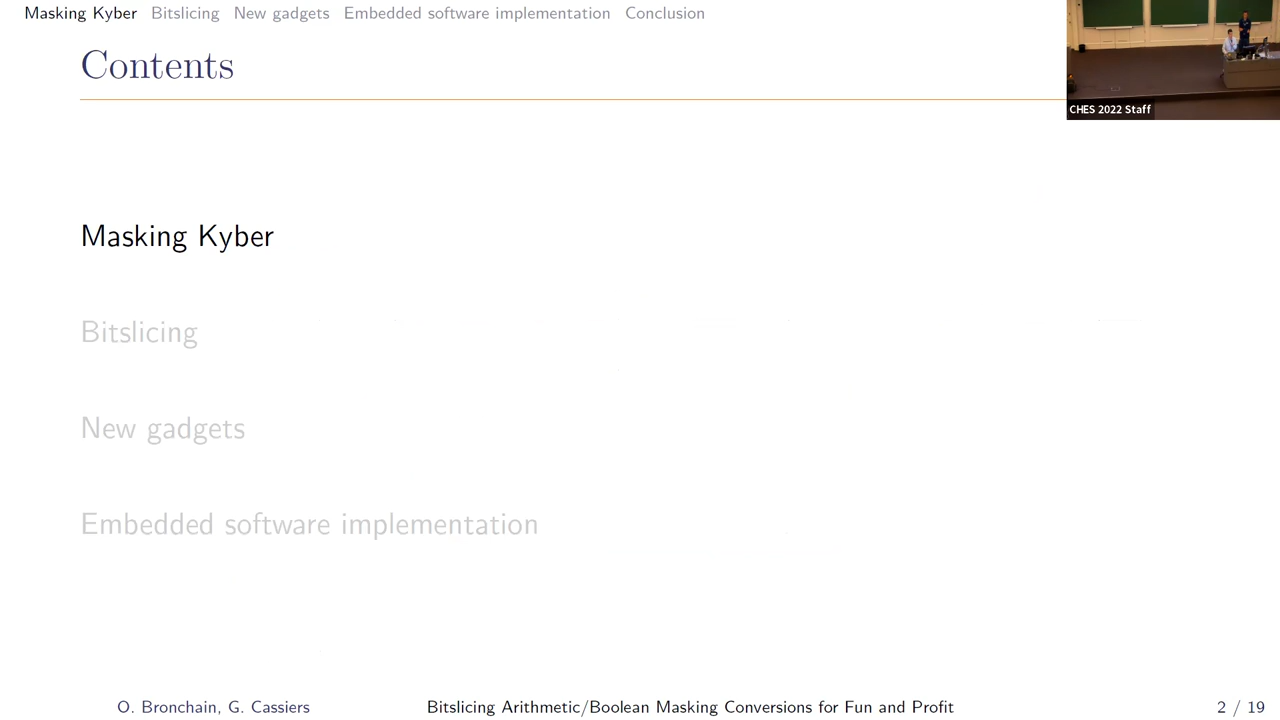 Masking Kyber Bitslicing New gadgets Embedded software implementation Conclusion
Contents
CHES 2022 Staff
Masking Kyber
Bitslicing
New gadgets
Embedded software implementation
O. Bronchain, G. Cassiers Bitslicing Arithmetic/Boolean Masking Conversions for Fun and Profit 2 / 19